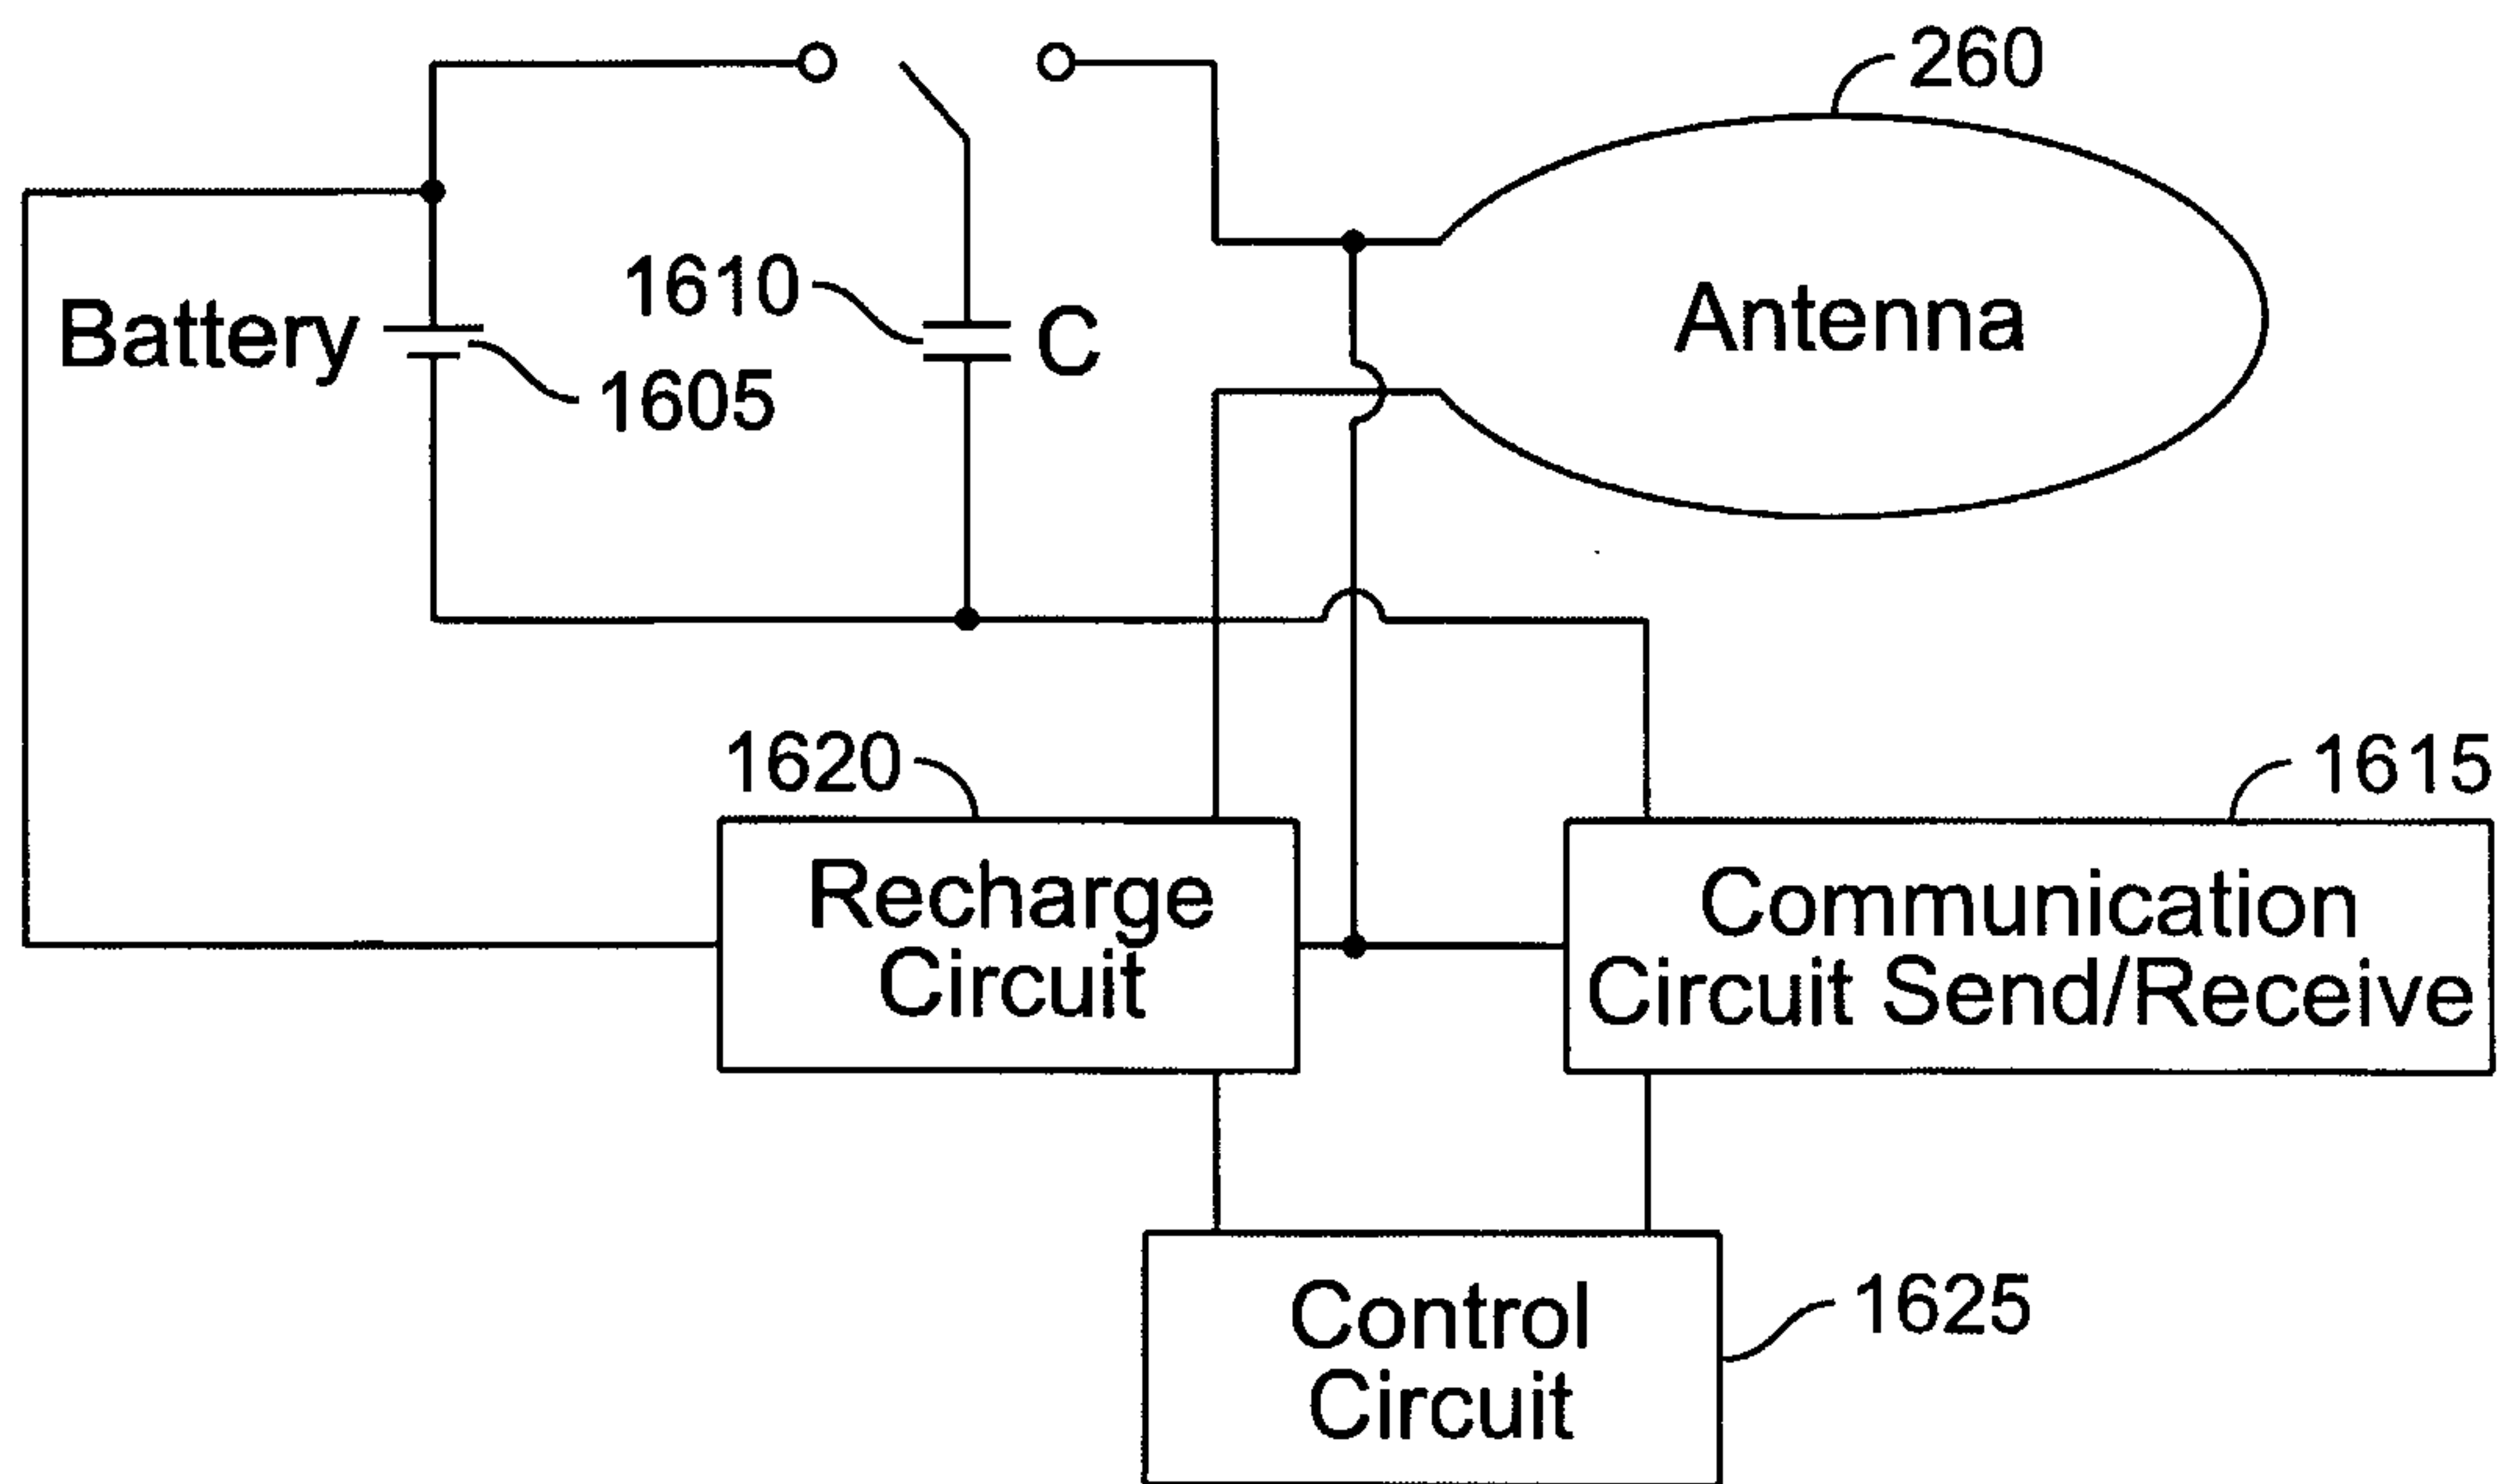 260
1610
C
Battery
Antenna
1605
1620
1615
Recharge
Circuit
Communication
Circuit Send/Receive
Control
Circuit
1625